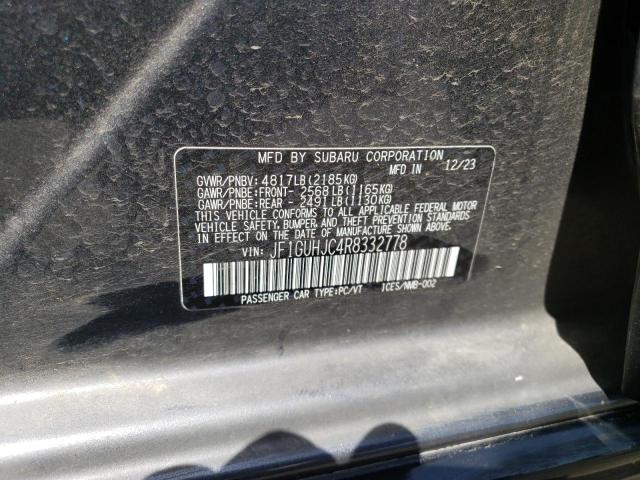 MFD BY SUBARU CORPORATION
MFD IN 12/23
GVWR/PNBV: 4817LB(2185KG)
GAWR/PNBE:FRONT- 2568LB(1165KG)
GAWR/PNBE:REAR - 2491LB(1130KG)
THIS VEHICLE CONFORMS TO ALL APPLICABLE FEDERAL MOTOR
VEHICLE SAFETY,BUMPER,AND THEFT PREVENTION STANDARDS
IN EFFECT ON THE DATE OF MANUFACTURE SHOWN ABOVE.
VIN: JF1GUHJC4R8332778
PASSENGER CAR TYPE:PC/VT ICES/NMB-002